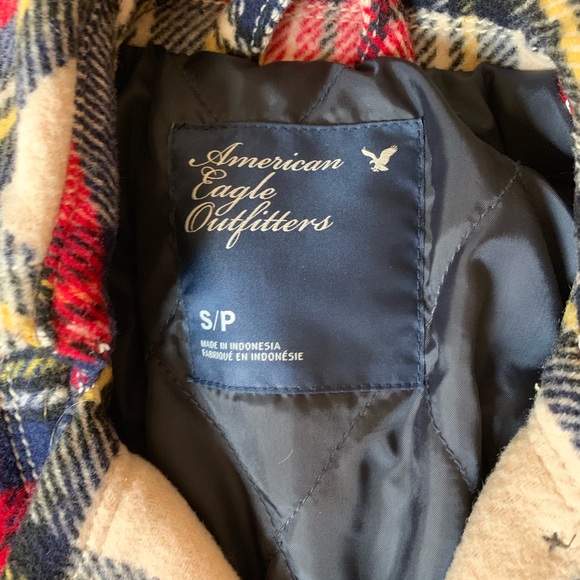 American
Eagle
Outfitters
S/P
MADE IN INDONESIA
FABRIQUÉ EN INDONÉSIE